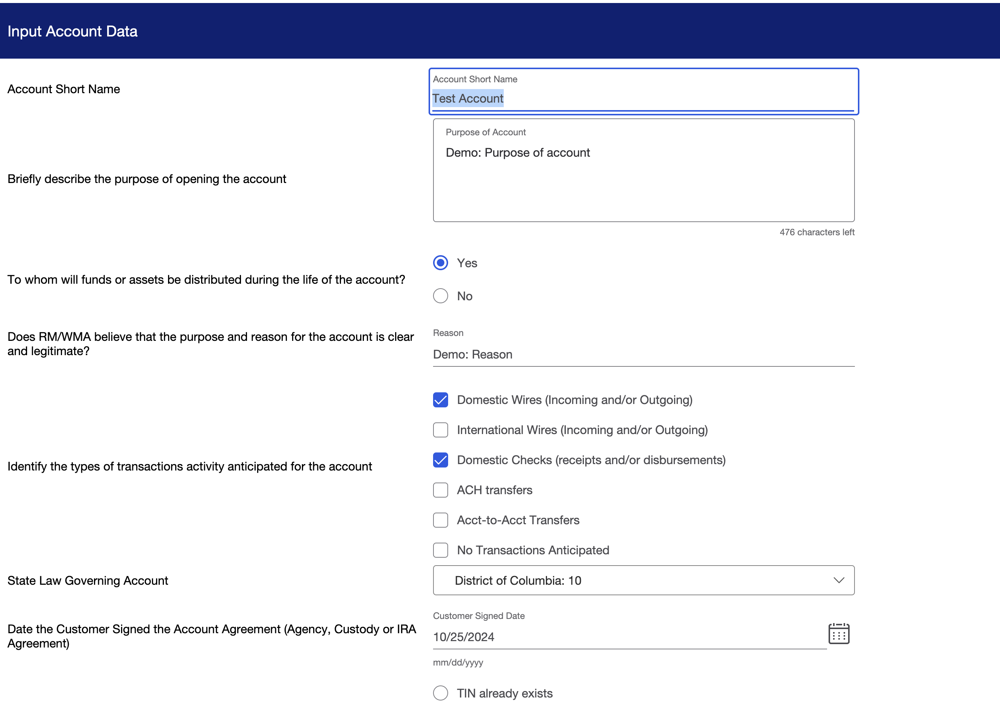 Input Account Data
Account Short Name
Account Short Name
Test Account
Briefly describe the purpose of opening the account
Purpose of Account
Demo: Purpose of account
476 characters left
To whom will funds or assets be distributed during the life of the account?
Yes
No
Does RM/WMA believe that the purpose and reason for the account is clear
and legitimate?
Reason
Demo: Reason
Identify the types of transactions activity anticipated for the account
Domestic Wires (Incoming and/or Outgoing)
International Wires (Incoming and/or Outgoing)
Domestic Checks (receipts and/or disbursements)
ACH transfers
Acct-to-Acct Transfers
No Transactions Anticipated
State Law Governing Account
District of Columbia: 10
Date the Customer Signed the Account Agreement (Agency, Custody or IRA
Agreement)
Customer Signed Date
10/25/2024
mm/dd/yyyy
TIN already exists